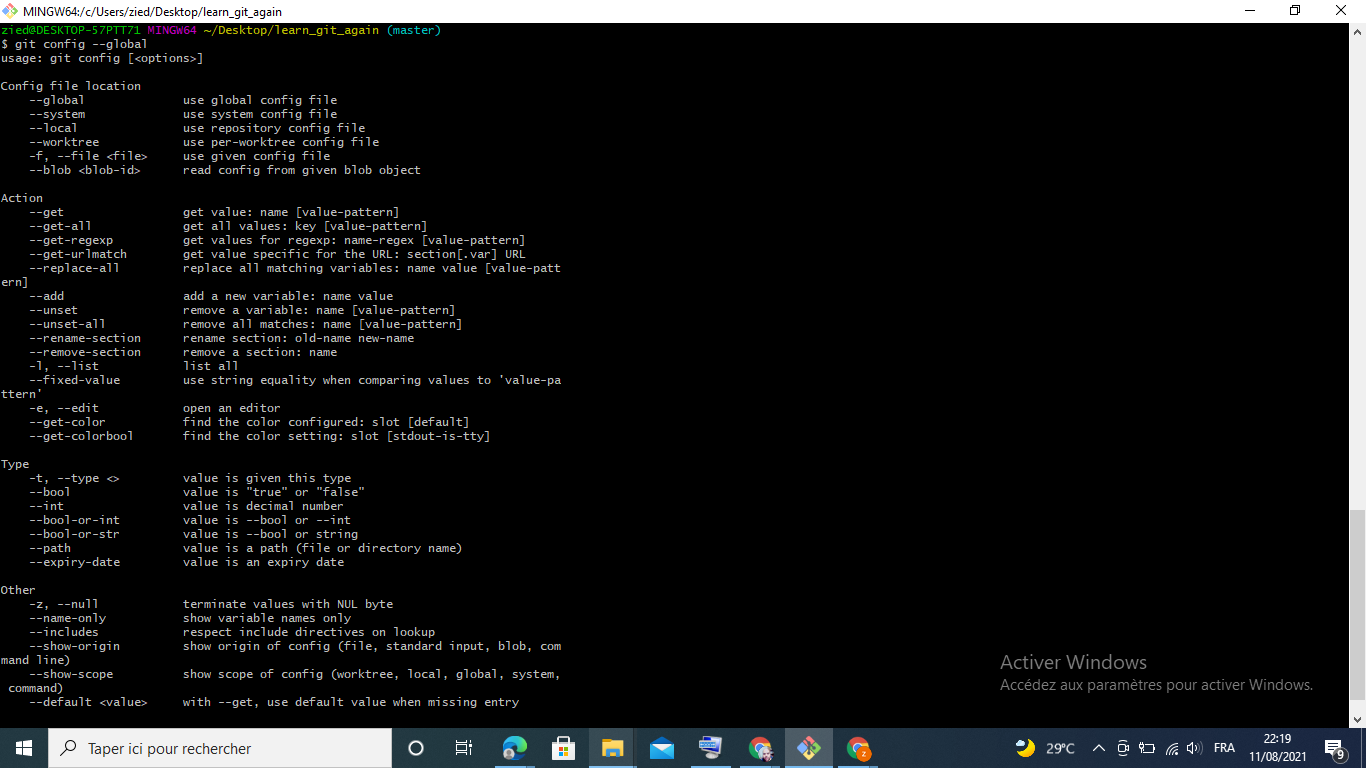 MINGW64:/c/Users/zied/Desktop/learn_git_again
zied@DESKTOP-57PTT71 MINGW64 ~/Desktop/learn_git_again (master)
$ git config --global
usage: git config [<options>]
Config file location
--global use global config file
--system use system config file
--local use repository config file
--worktree use per-worktree config file
-f, --file <file> use given config file
--blob <blob-id> read config from given blob object
Action
--get get value: name [value-pattern]
--get-all get all values: key [value-pattern]
--get-regexp get values for regexp: name-regex [value-pattern]
--get-urlmatch get value specific for the URL: section[.var] URL
--replace-all replace all matching variables: name value [value-patt
ern]
--add add a new variable: name value
--unset remove a variable: name [value-pattern]
--unset-all remove all matches: name [value-pattern]
--rename-section rename section: old-name new-name
--remove-section remove a section: name
-l, --list list all
--fixed-value use string equality when comparing values to 'value-pa
ttern'
-e, --edit open an editor
--get-color find the color configured: slot [default]
--get-colorbool find the color setting: slot [stdout-is-tty]
Type
-t, --type <> value is given this type
--bool value is "true" or "false"
--int value is decimal number
--bool-or-int value is --bool or --int
--bool-or-str value is --bool or string
--path value is a path (file or directory name)
--expiry-date value is an expiry date
Other
-z, --null terminate values with NUL byte
--name-only show variable names only
--includes respect include directives on lookup
--show-origin show origin of config (file, standard input, blob, com
mand line)
--show-scope show scope of config (worktree, local, global, system,
command)
--default <value> with --get, use default value when missing entry
Activer Windows
Accédez aux paramètres pour activer Windows.
Taper ici pour rechercher
z
29°C
FRA
22:19
11/08/2021
9